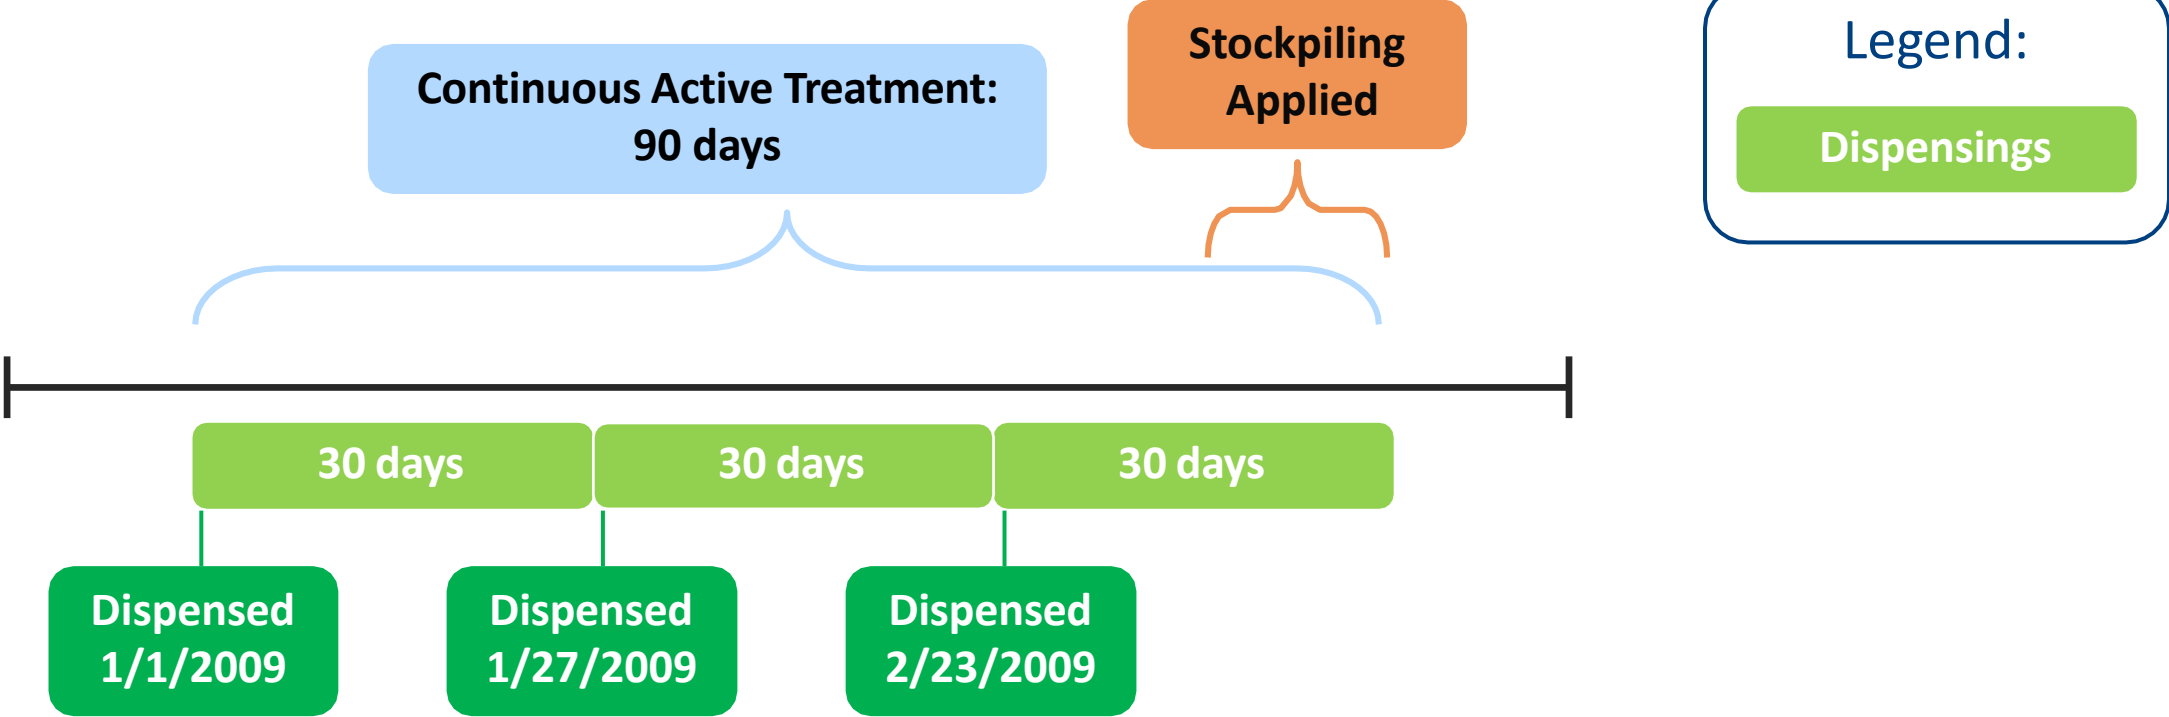 Continuous Active Treatment:
90 days
Stockpiling
Applied
Legend:
Dispensings
30 days
30 days
30 days
Dispensed
1/1/2009
Dispensed
1/27/2009
Dispensed
2/23/2009